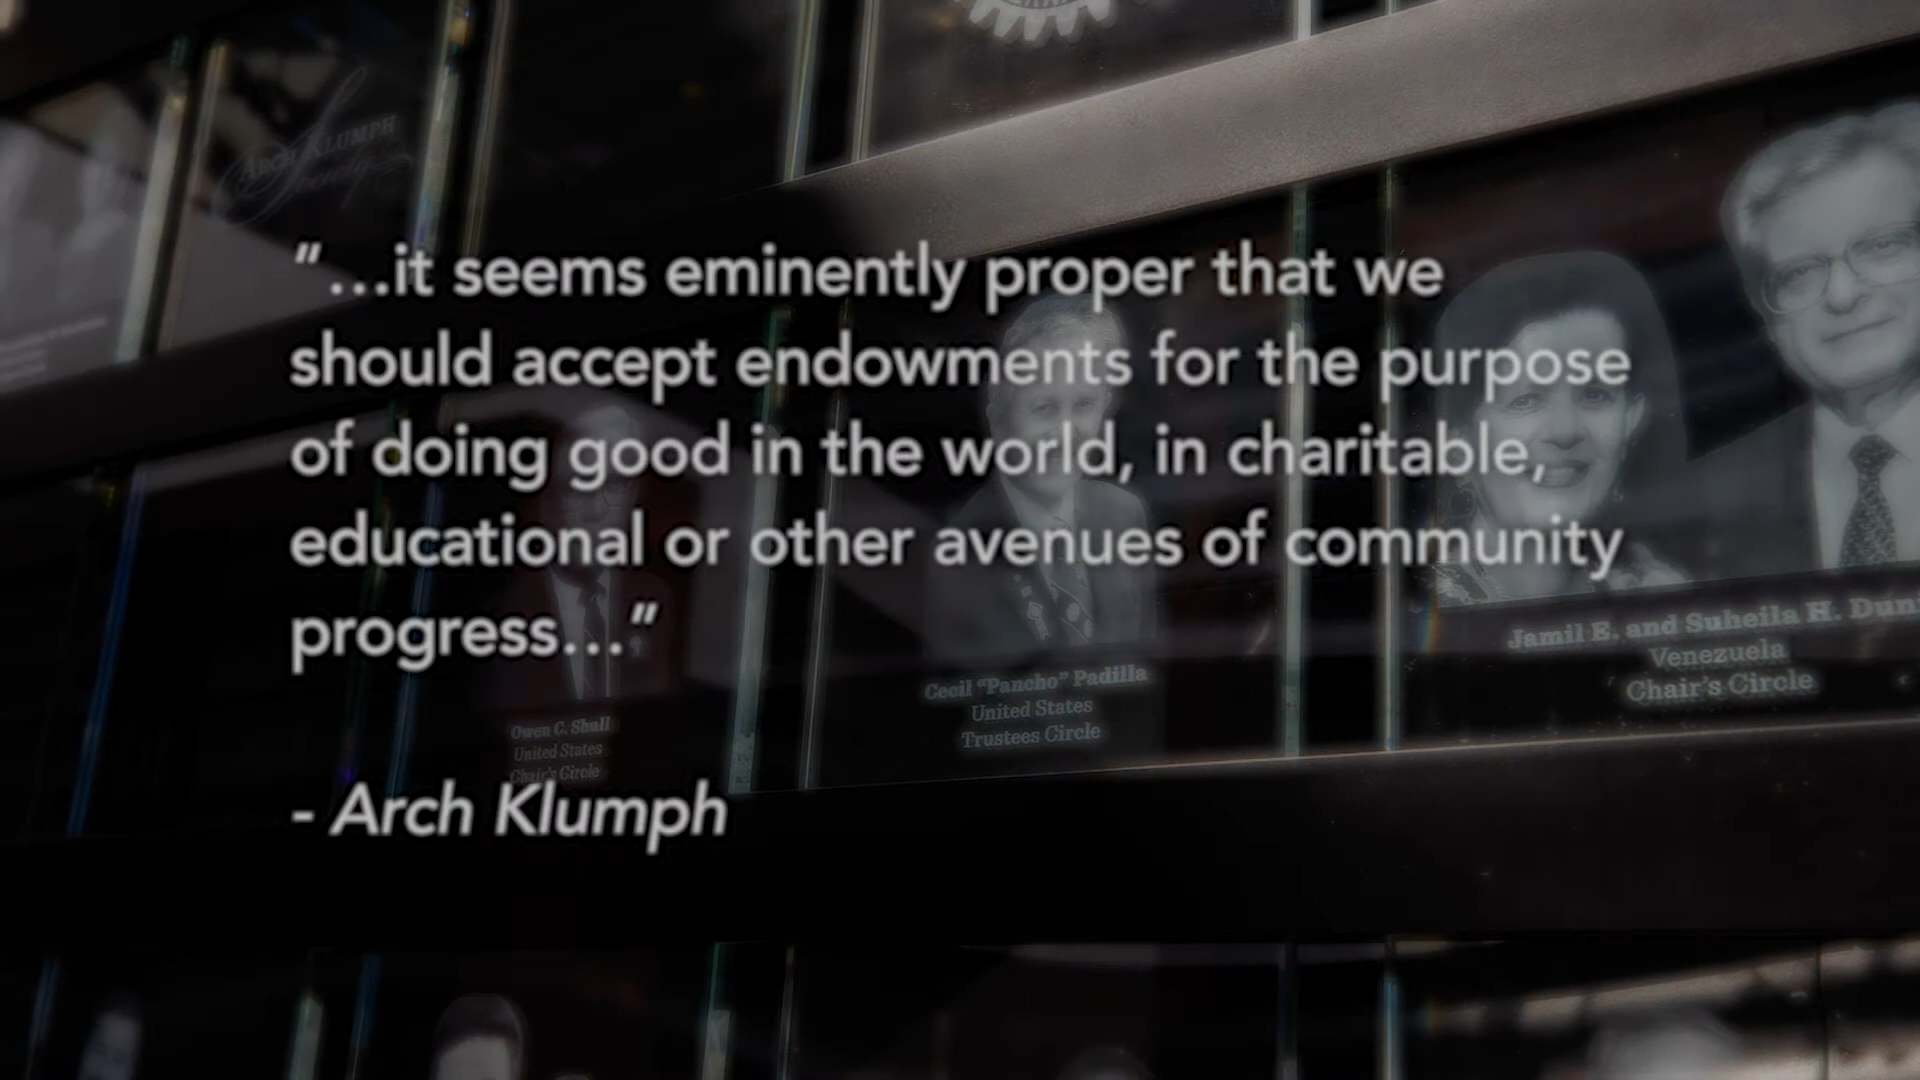 ARCH KLUMPH
Society
"...it seems eminently proper that we
should accept endowments for the purpose
of doing good in the world, in charitable,
educational or other avenues of community
progress..."
- Arch Klumph
Owen C. Shull
United States
Chair's Circle
Cecil "Pancho" Padilla
United States
Trustees Circle
Jamil E. and Suheila H.
Venezuela
Chair's Circle